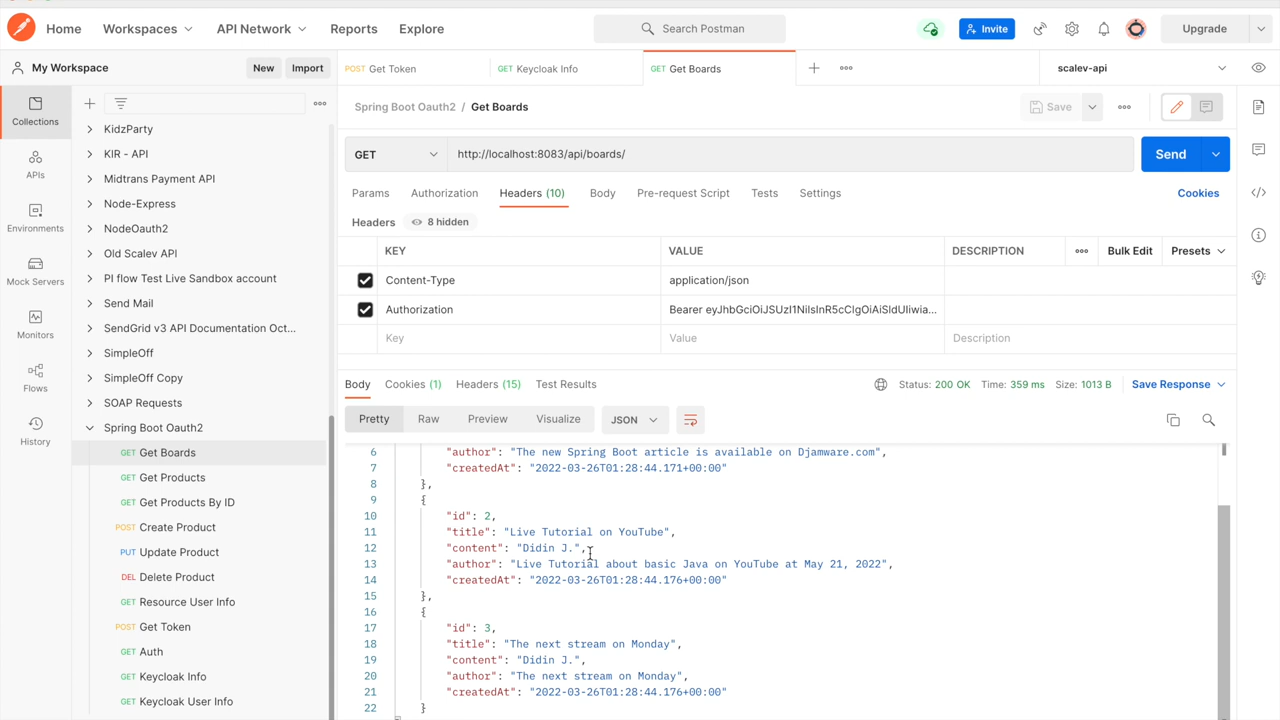 Home Workspaces API Network Reports Explore Search Postman Invite Upgrade
My Workspace New Import POST Get Token GET Keycloak Info GET Get Boards scalev-api
Collections
APIs
Environments
Mock Servers
Monitors
Flows
History
KidzParty
KIR - API
Midtrans Payment API
Node-Express
NodeOauth2
Old Scalev API
PI flow Test Live Sandbox account
Send Mail
SendGrid v3 API Documentation Oct...
SimpleOff
SimpleOff Copy
SOAP Requests
Spring Boot Oauth2
GET Get Boards
GET Get Products
GET Get Products By ID
POST Create Product
PUT Update Product
DEL Delete Product
GET Resource User Info
POST Get Token
GET Auth
GET Keycloak Info
GET Keycloak User Info
Spring Boot Oauth2 / Get Boards Save
GET http://localhost:8083/api/boards/ Send
Params Authorization Headers (10) Body Pre-request Script Tests Settings Cookies
Headers 8 hidden
KEY VALUE DESCRIPTION Bulk Edit Presets
Content-Type application/json
Authorization Bearer
Key Value Description
Body Cookies (1) Headers (15) Test Results Status: 200 OK Time: 359 ms Size: 1013 B Save Response
Pretty Raw Preview Visualize JSON
6 "author": "The new Spring Boot article is available on Djamware.com",
7 "createdAt": "2022-03-26T01:28:44.171+00:00"
8 },
9 {
10 "id": 2,
11 "title": "Live Tutorial on YouTube",
12 "content": "Didin J.",
13 "author": "Live Tutorial about basic Java on YouTube at May 21, 2022",
14 "createdAt": "2022-03-26T01:28:44.176+00:00"
15 },
16 {
17 "id": 3,
18 "title": "The next stream on Monday",
19 "content": "Didin J.",
20 "author": "The next stream on Monday",
21 "createdAt": "2022-03-26T01:28:44.176+00:00"
22 }